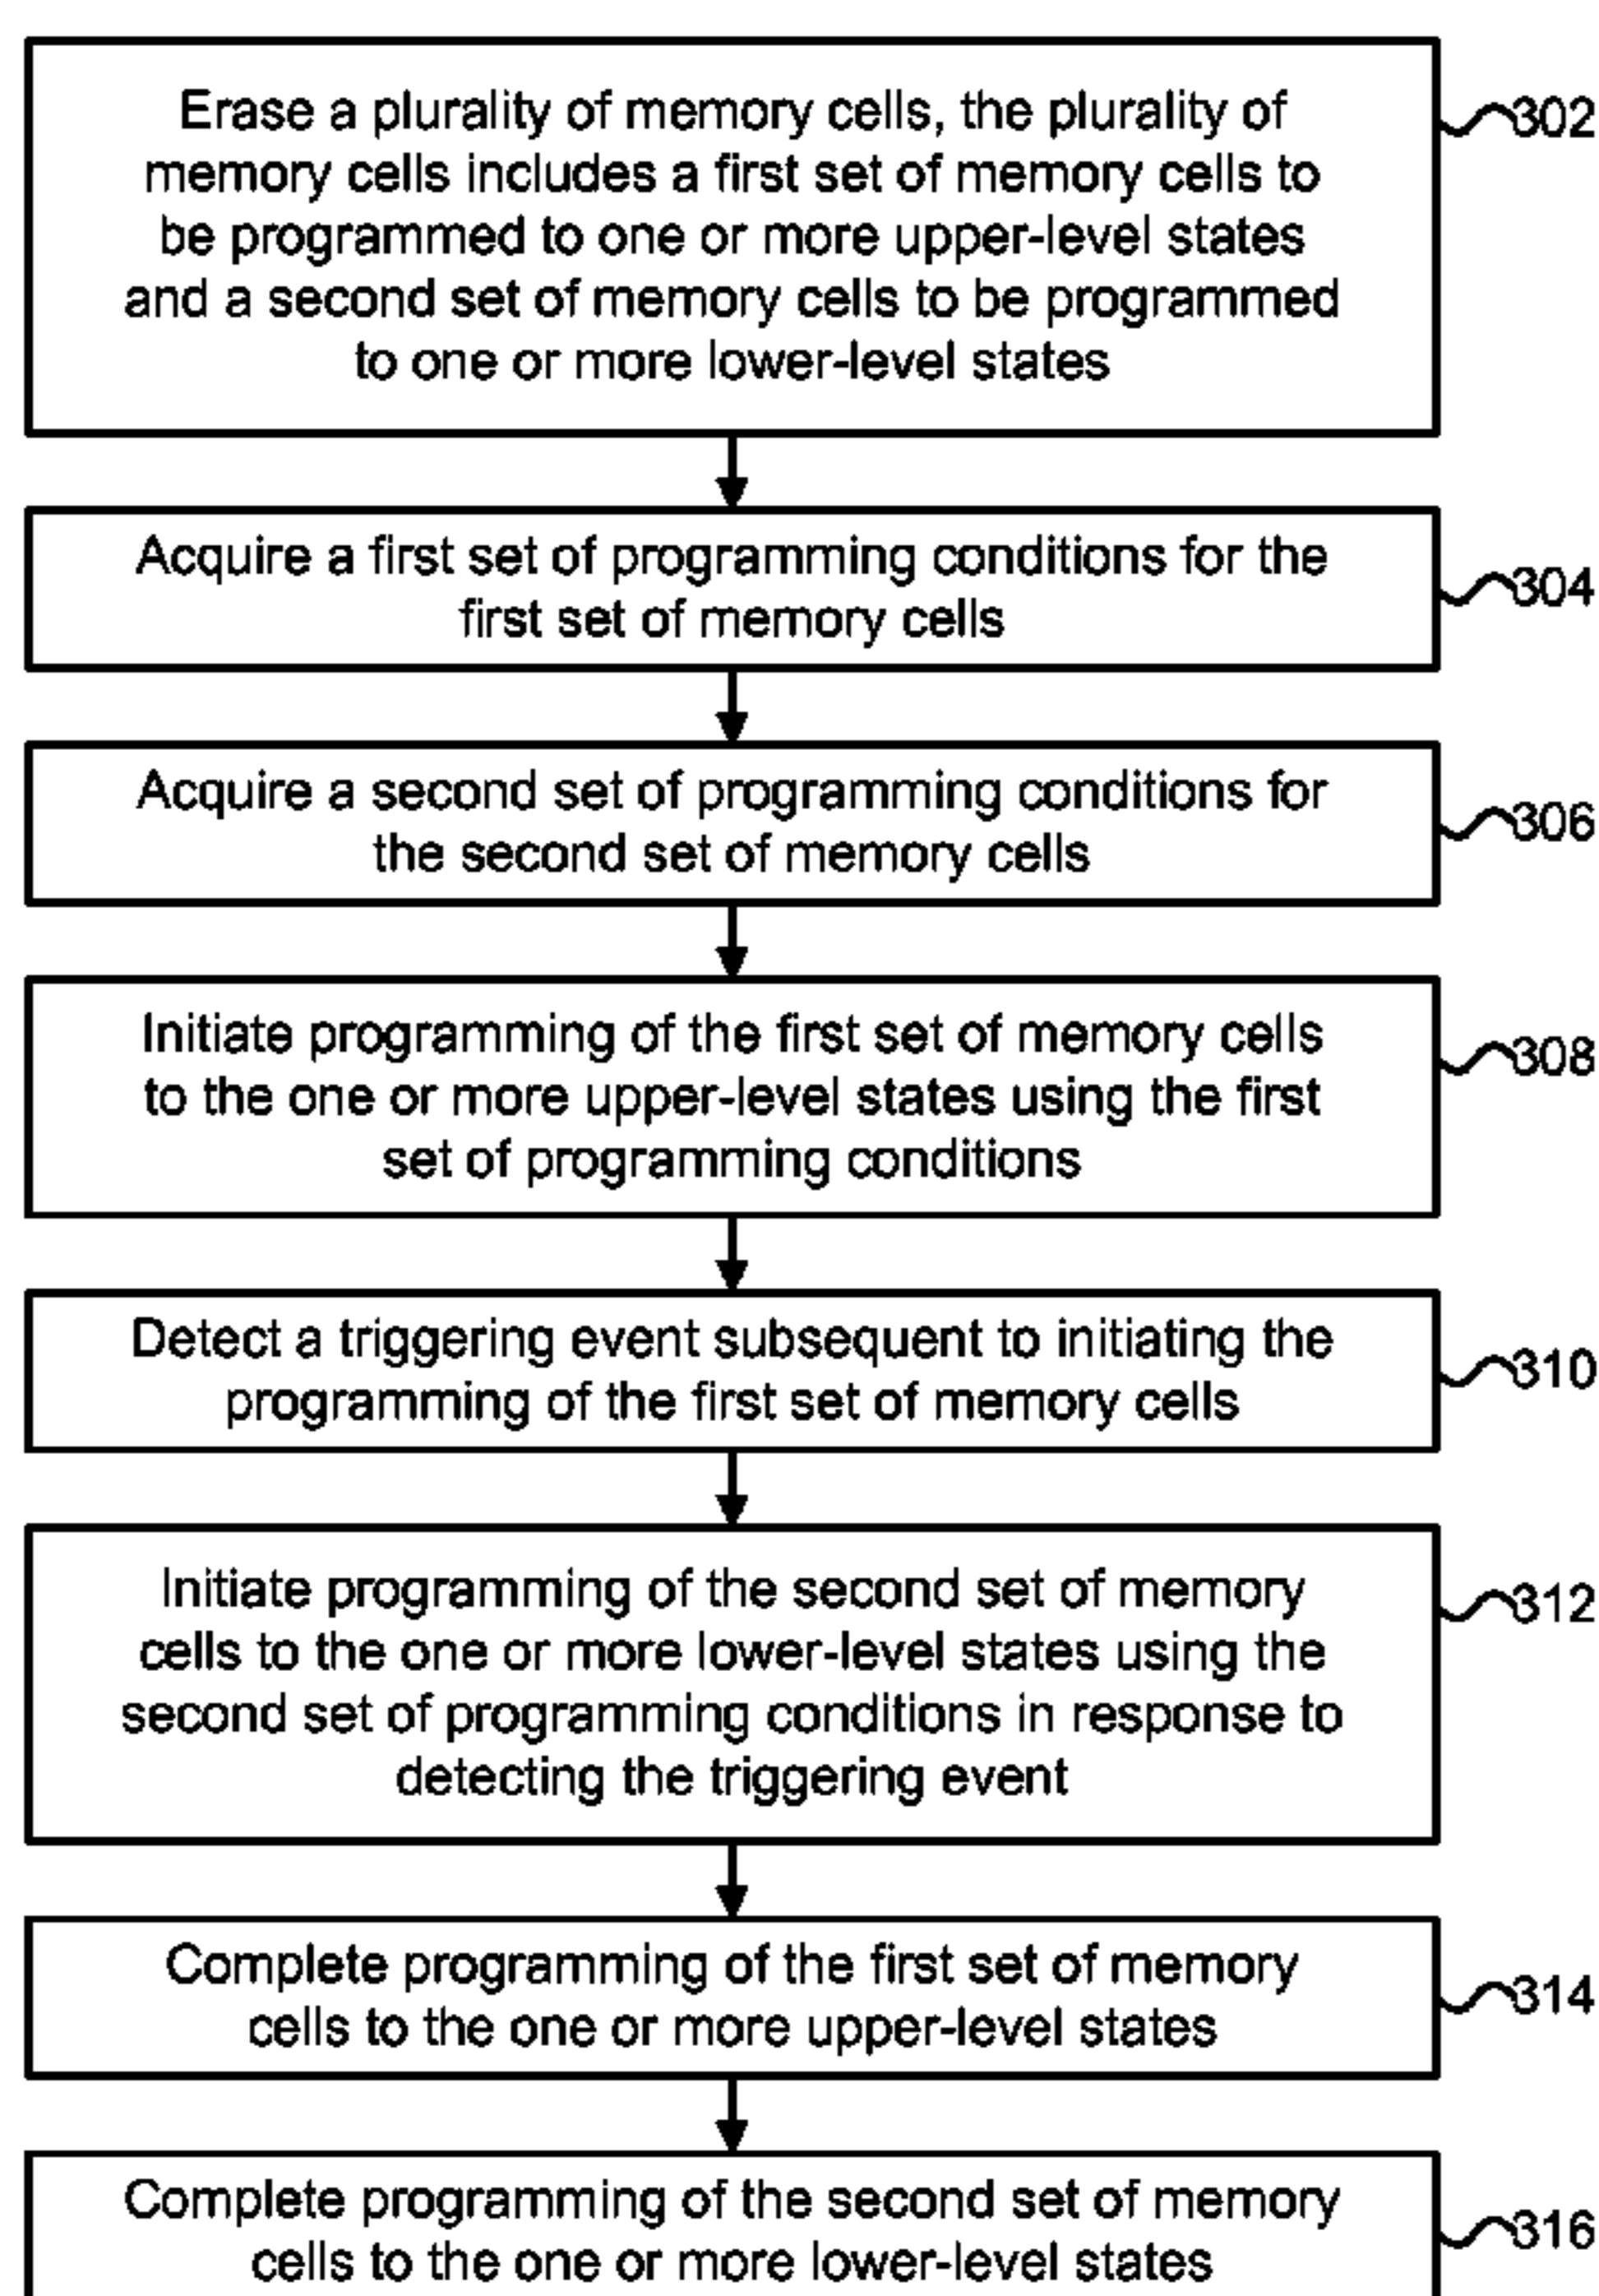 Erase a plurality of memory cells, the plurality of
memory cells includes a first set of memory cells to
be programmed to one or more upper-level states
and a second set of memory cells to be programmed
to one or more lower-level states
302
Acquire a first set of programming conditions for the
first set of memory cells
304
Acquire a second set of programming conditions for
the second set of memory cells
306
Initiate programming of the first set of memory cells
to the one or more upper-level states using the first
set of programming conditions
308
Detect a triggering event subsequent to initiating the
programming of the first set of memory cells
310
Initiate programming of the second set of memory
cells to the one or more lower-level states using the
second set of programming conditions in response to
detecting the triggering event
312
Complete programming of the first set of memory
cells to the one or more upper-level states
314
Complete programming of the second set of memory
cells to the one or more lower-level states
316